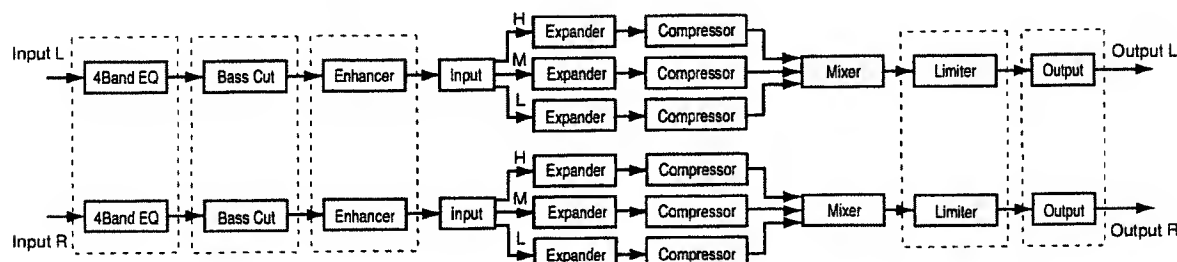 H
Expander
Compressor
Input L
Output L
M
4Band EQ
Bass Cut
Enhancer
Input
Expander
Compressor
Mixer
Limiter
Output
L
Expander
Compressor
H
Expander
Compressor
M
4Band EQ
Bass Cut
Enhancer
input
Expander
Compressor
Mixer
Limiter
Output
Input R
Output R
L
Expander
Compressor